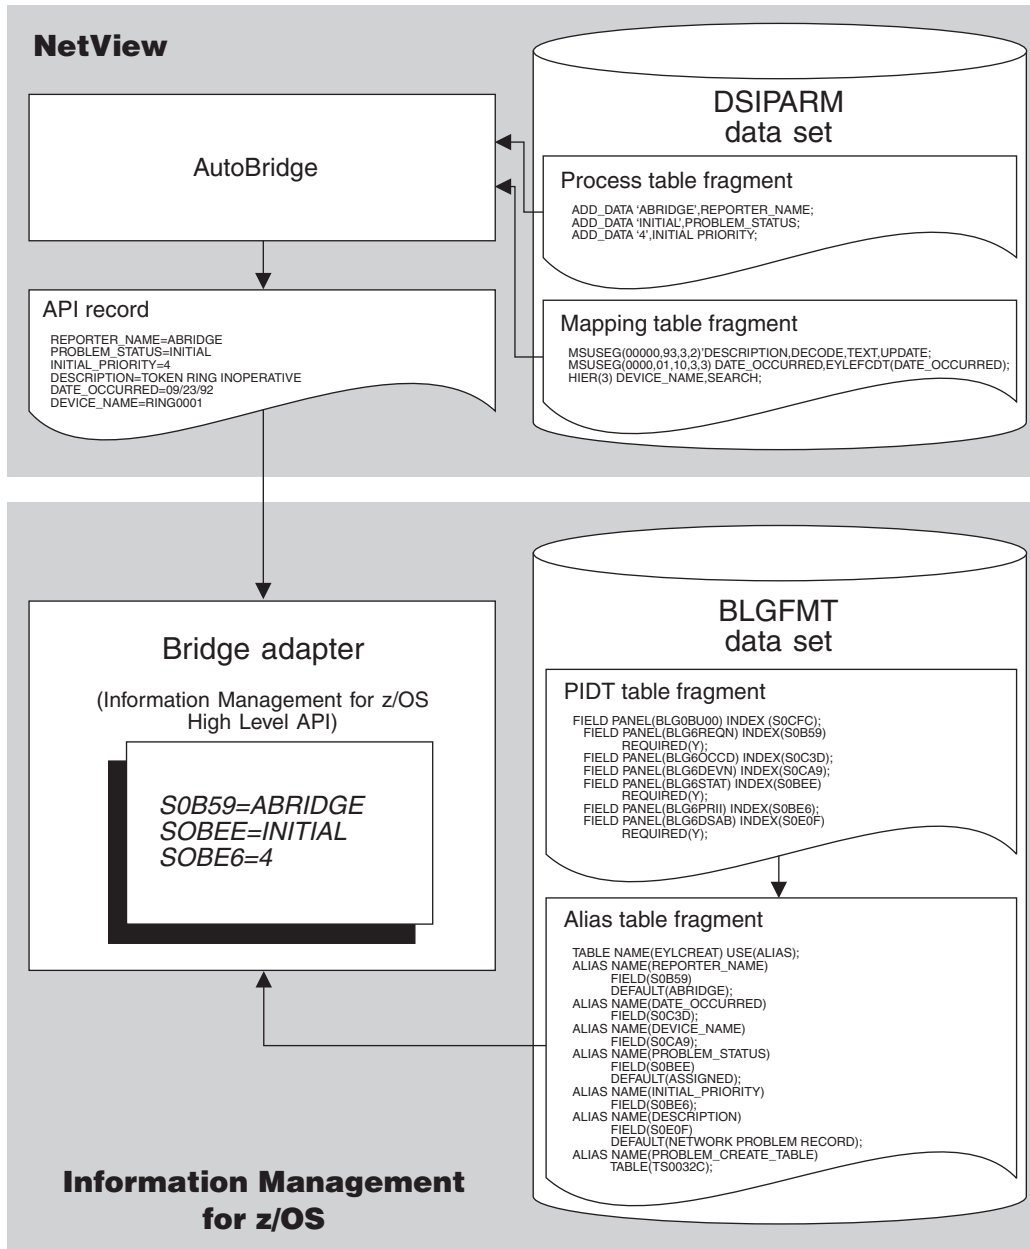 NetView
DSIPARM
data set
AutoBridge
Process table fragment
ADD_DATA ‘ABRIDGE’,REPORTER_NAME;
ADD_DATA ‘INITIAL’,PROBLEM_STATUS;
ADD_DATA ‘4’,INITIAL PRIORITY;
API record
REPORTER_NAME=ABRIDGE
PROBLEM_STATUS=INITIAL
INITIAL_PRIORITY=4
DESCRIPTION=TOKEN RING INOPERATIVE
DATE_OCCURRED=09/23/92
DEVICE_NAME=RING0001
Mapping table fragment
MSUSEG(00000,93,3,2)’DESCRIPTION,DECODE,TEXT,UPDATE;
MSUSEG(0000,01,10,3,3) DATE_OCCURRED,EYLEFCDT(DATE_OCCURRED);
HIER(3) DEVICE_NAME,SEARCH;
Bridge adapter
(Information Management for z/OS
High Level API)
S0B59=ABRIDGE
SOBEE=INITIAL
SOBE6=4
BLGFMT
data set
PIDT table fragment
FIELD PANEL(BLG0BU00) INDEX (S0CFC);
FIELD PANEL(BLG6REQN) INDEX(S0B59)
REQUIRED(Y);
FIELD PANEL(BLG6OCCD) INDEX(S0C3D);
FIELD PANEL(BLG6DEVN) INDEX(S0CA9);
FIELD PANEL(BLG6STAT) INDEX(S0BEE)
REQUIRED(Y);
FIELD PANEL(BLG6PRII) INDEX(S0BE6);
FIELD PANEL(BLG6DSAB) INDEX(S0E0F)
REQUIRED(Y);
Alias table fragment
TABLE NAME(EYLCREAT) USE(ALIAS);
ALIAS NAME(REPORTER_NAME)
FIELD(S0B59)
DEFAULT(ABRIDGE);
ALIAS NAME(DATE_OCCURRED)
FIELD(S0C3D);
ALIAS NAME(DEVICE_NAME)
FIELD(S0CA9);
ALIAS NAME(PROBLEM_STATUS)
FIELD(S0BEE)
DEFAULT(ASSIGNED);
ALIAS NAME(INITIAL_PRIORITY)
FIELD(S0BE6);
ALIAS NAME(DESCRIPTION)
FIELD(S0E0F)
DEFAULT(NETWORK PROBLEM RECORD);
ALIAS NAME(PROBLEM_CREATE_TABLE)
TABLE(TS0032C);
Information Management
for z/OS